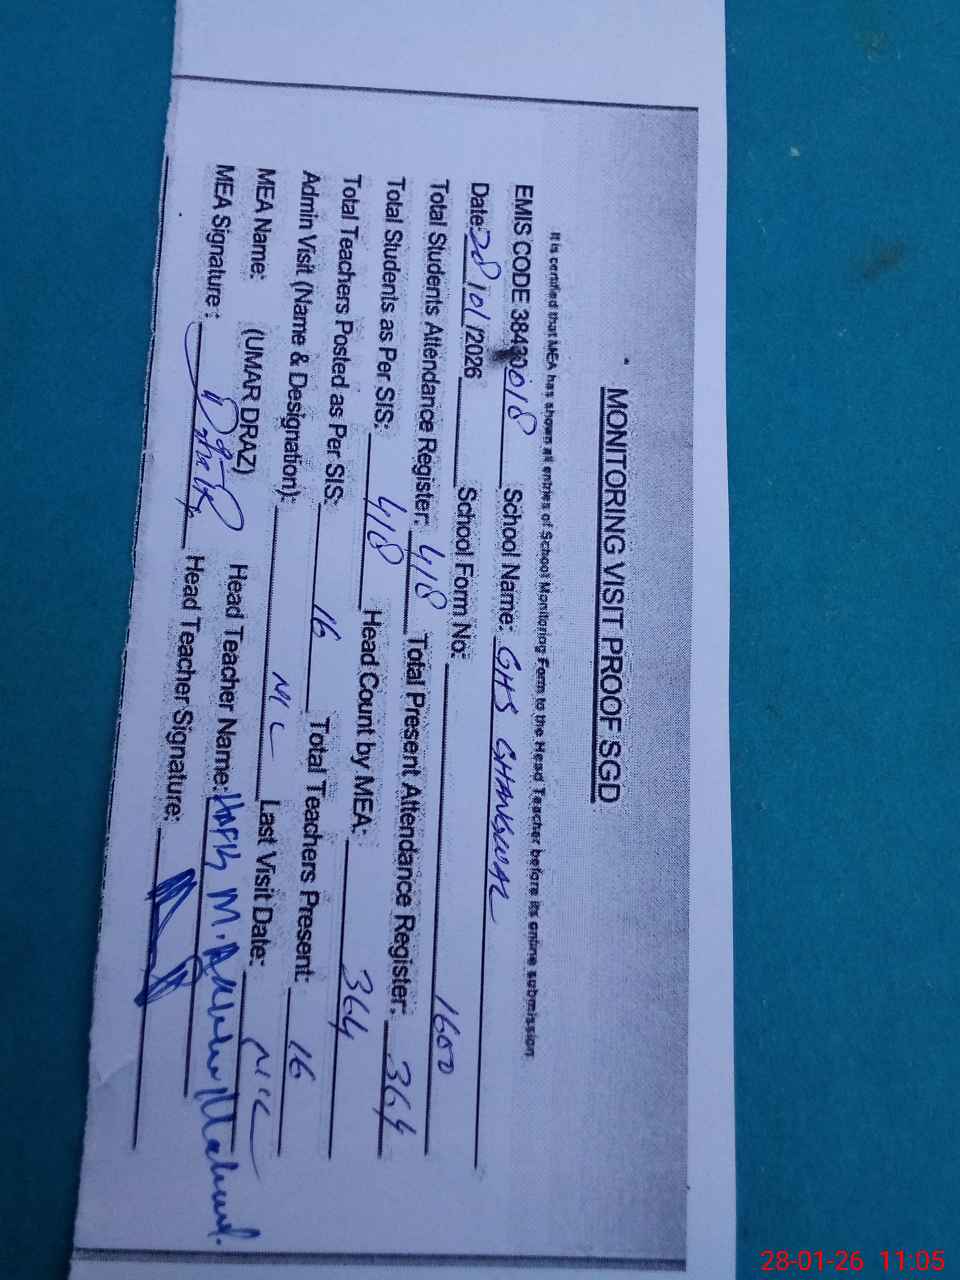 MONITORING VISIT PROOF SGD
It is certified that MEA has shown all entries of School Monitoring Form to the Head Teacher before its online submission
EMIS CODE 38430018 School Name: GHS GHANGWAL
Date: 28/01/2026 School Form No: 1600
Total Students Attendance Register: 418 Total Present Attendance Register: 364
Total Students as Per SIS: 418 Head Count by MEA: 364
Total Teachers Posted as Per SIS: 16 Total Teachers Present: 16
Admin Visit (Name & Designation): NIL Last Visit Date: NIL
MEA Name: (UMAR DRAZ) Head Teacher Name: Hafiz M.
MEA Signature: Head Teacher Signature:
28-01-26 11:05